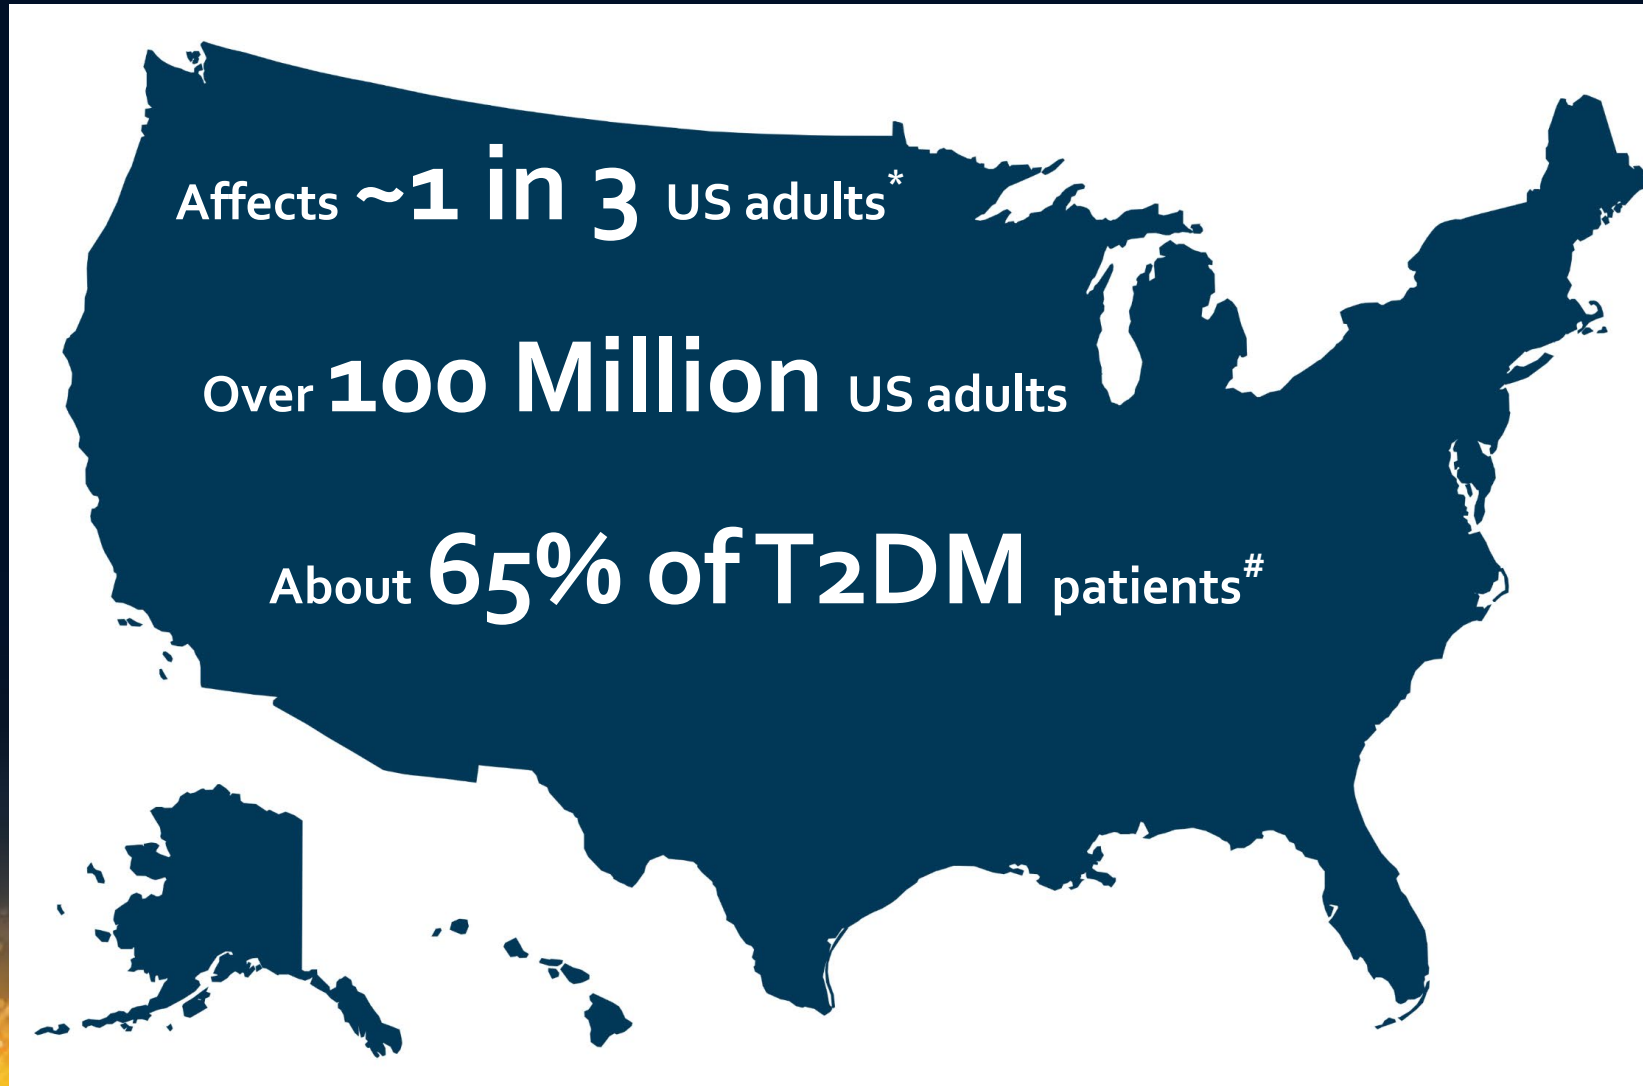 Affects ~1 in 3 US adults*
Over 100 Million US adults
About 65% of T2DM patients#